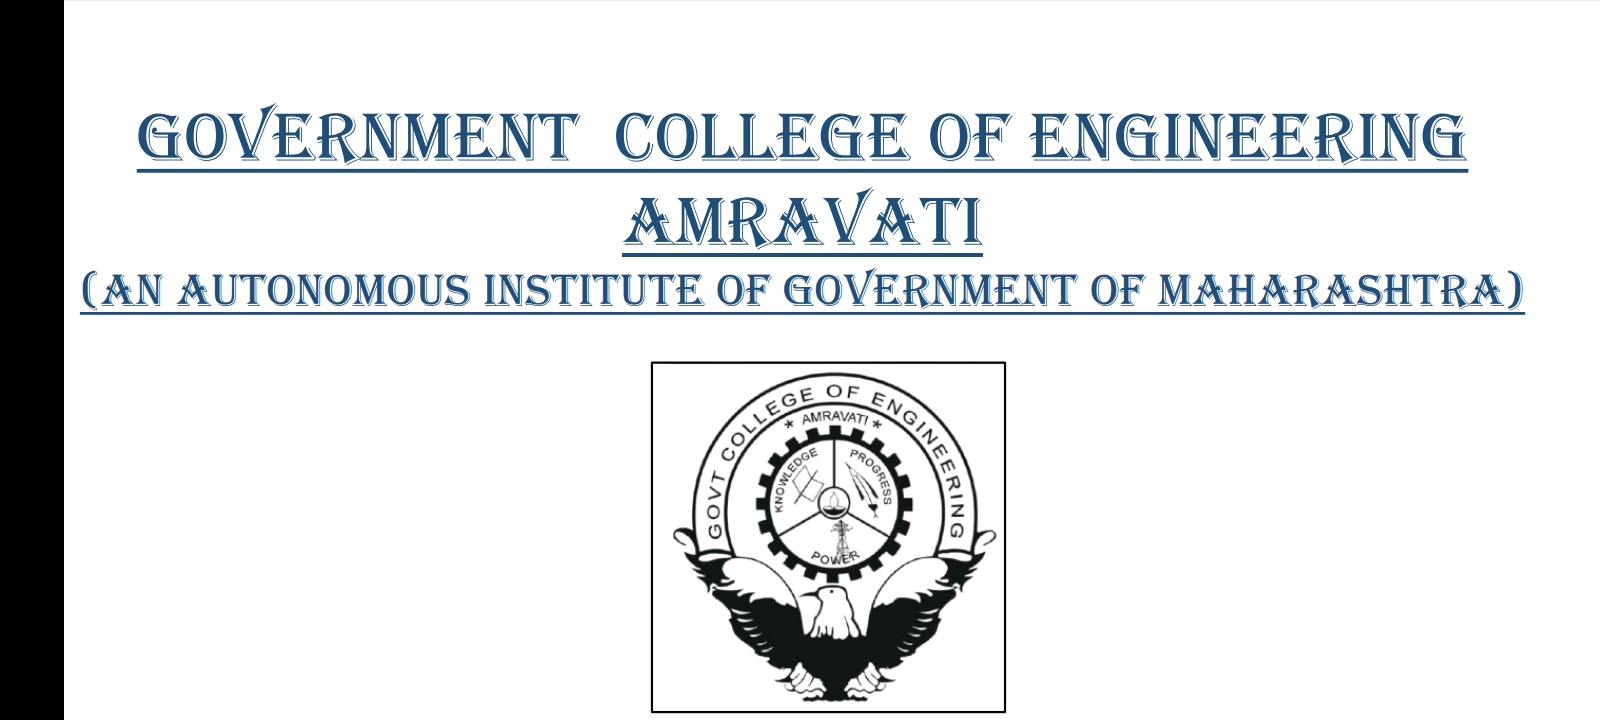 GOVERNMENT COLLEGE OF ENGINEERING
AMRAVATI
(AN AUTONOMOUS INSTITUTE OF GOVERNMENT OF MAHARASHTRA)
GOVT COLLEGE OF ENGINEERING
* AMRAVATI *
KNOWLEDGE
PROGRESS
POWER